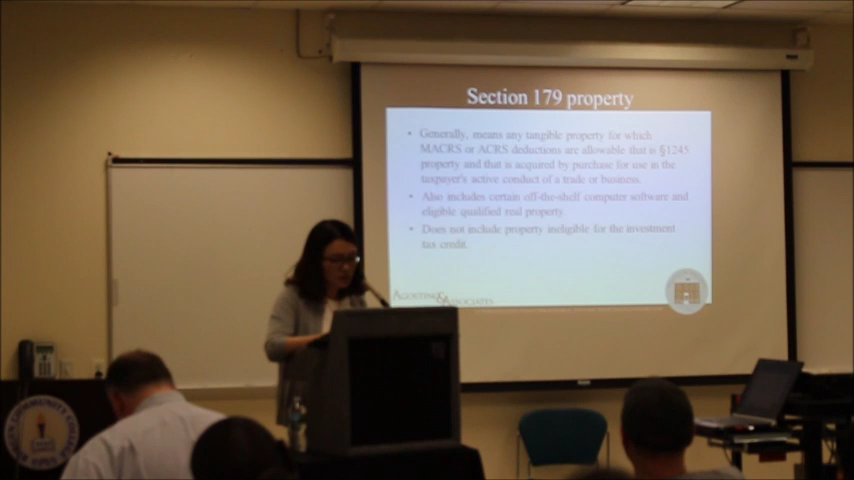 Section 179 property
• Generally, means any tangible property for which
MACRS or ACRS deductions are allowable that is §1245
property and that is acquired by purchase for use in the
taxpayer's active conduct of a trade or business.
• Also includes certain off-the-shelf computer software and
eligible qualified real property
• Does not include property ineligible for the investment
tax credit.
AGOSTINO & ASSOCIATES
COMMUNITY